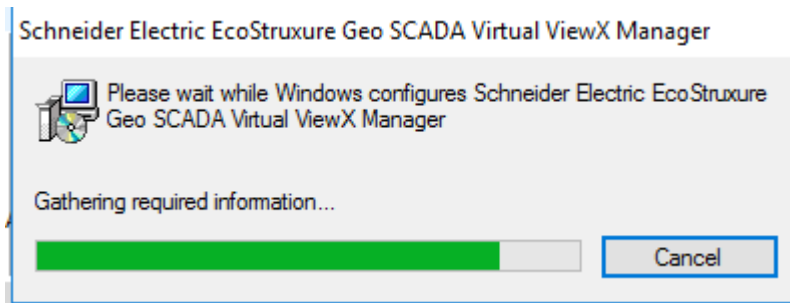 Schneider Electric EcoStruxure Geo SCADA Virtual ViewX Manager
Please wait while Windows configures Schneider Electric EcoStruxure
Geo SCADA Virtual ViewX Manager
Gathering required information...
Cancel